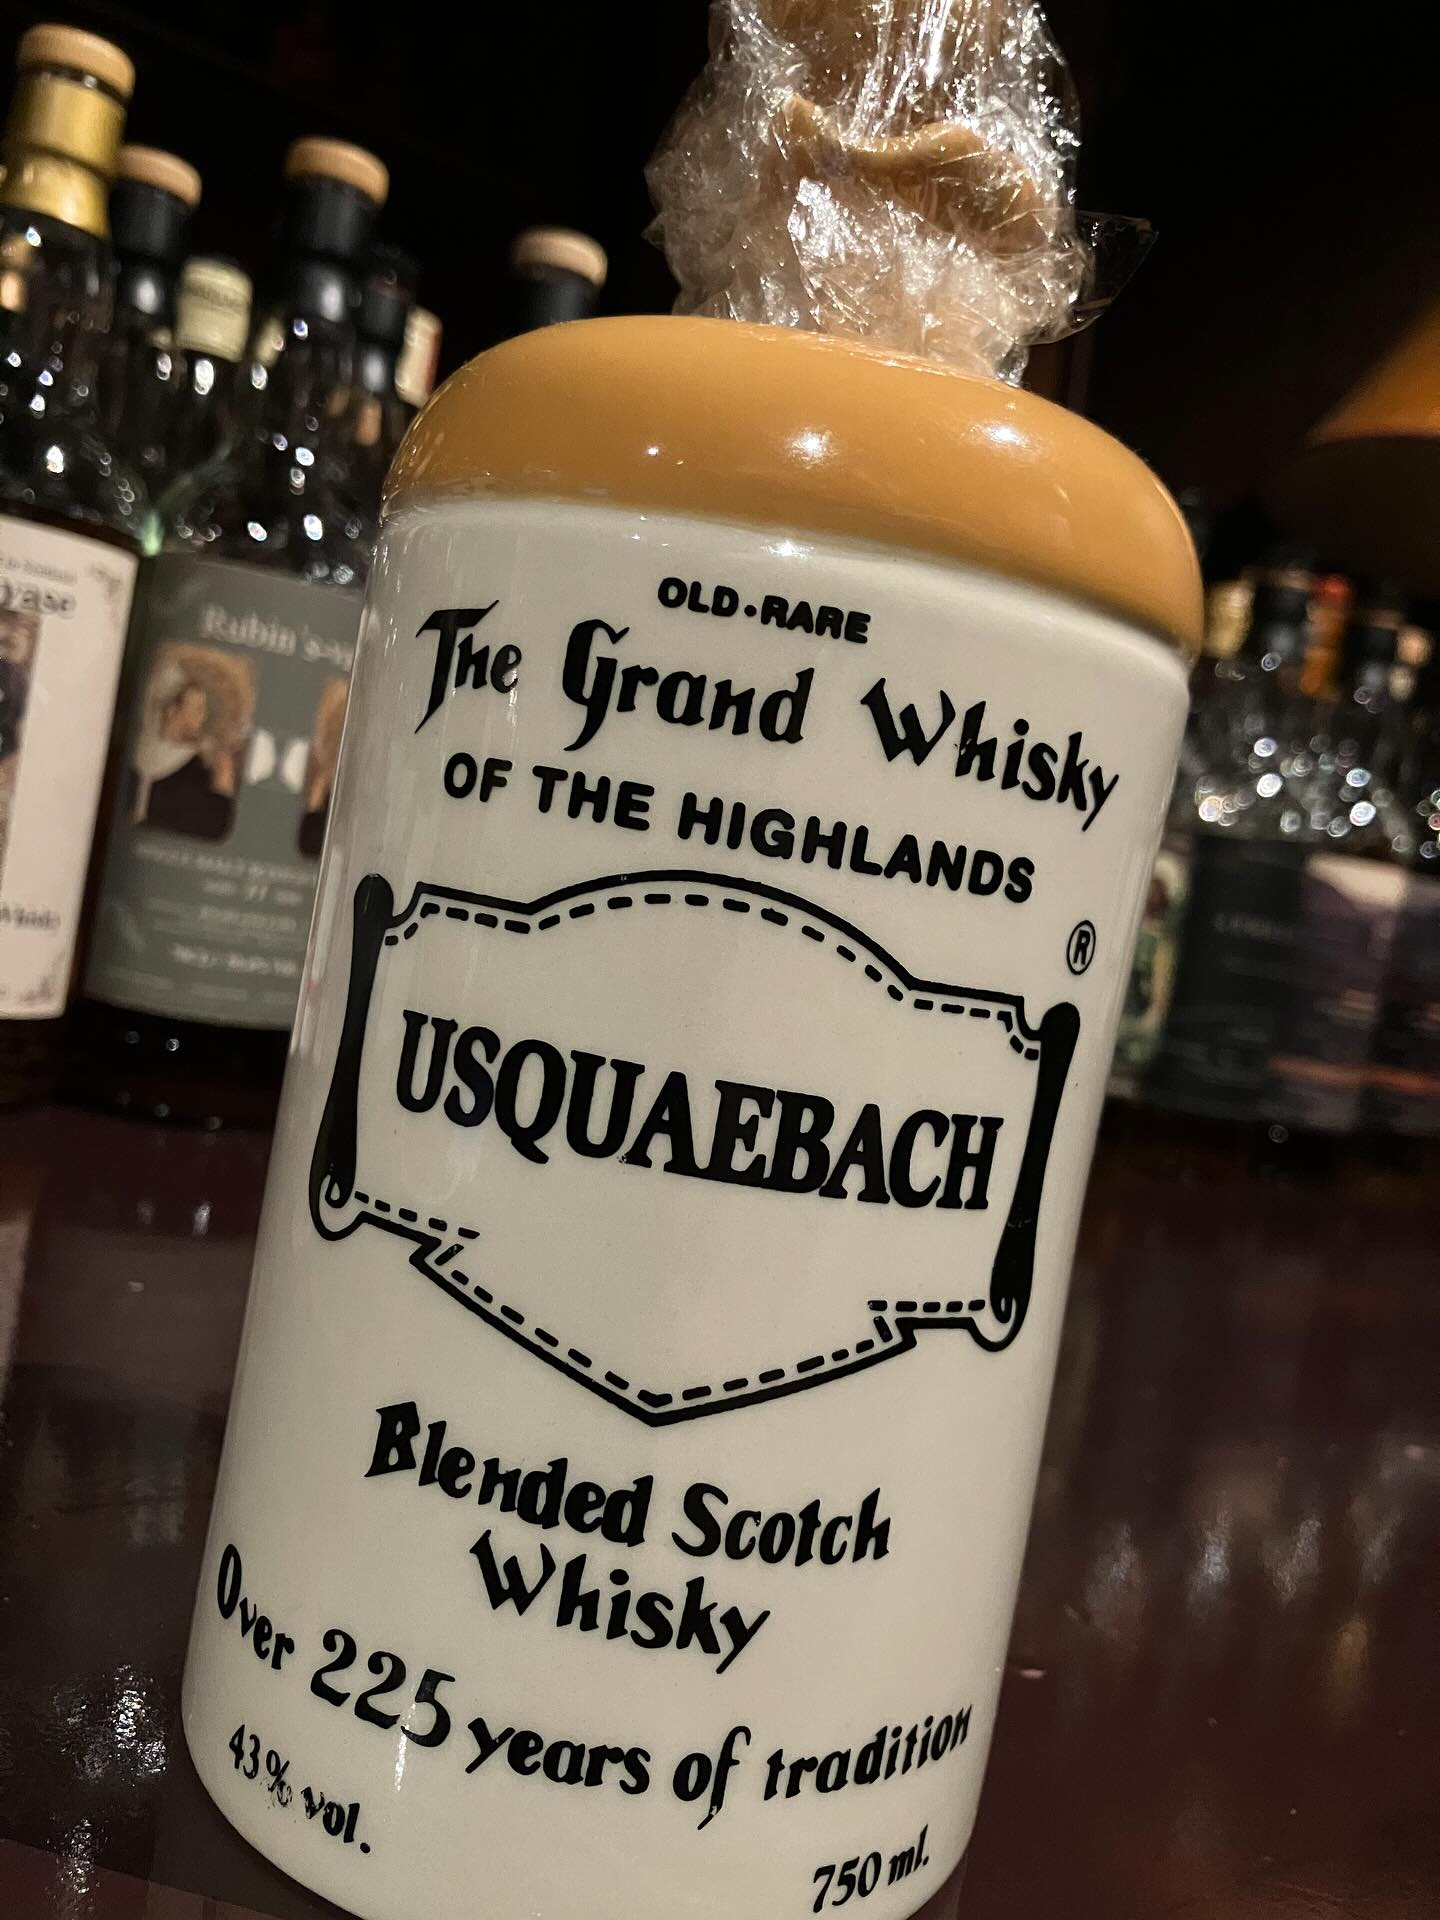 OLD·RARE
The Grand Whisky
OF THE HIGHLANDS
®
USQUAEBACH
Blended Scotch
Whisky
Over 225 years of tradition
43% vol.
750 ml.
Rubin's